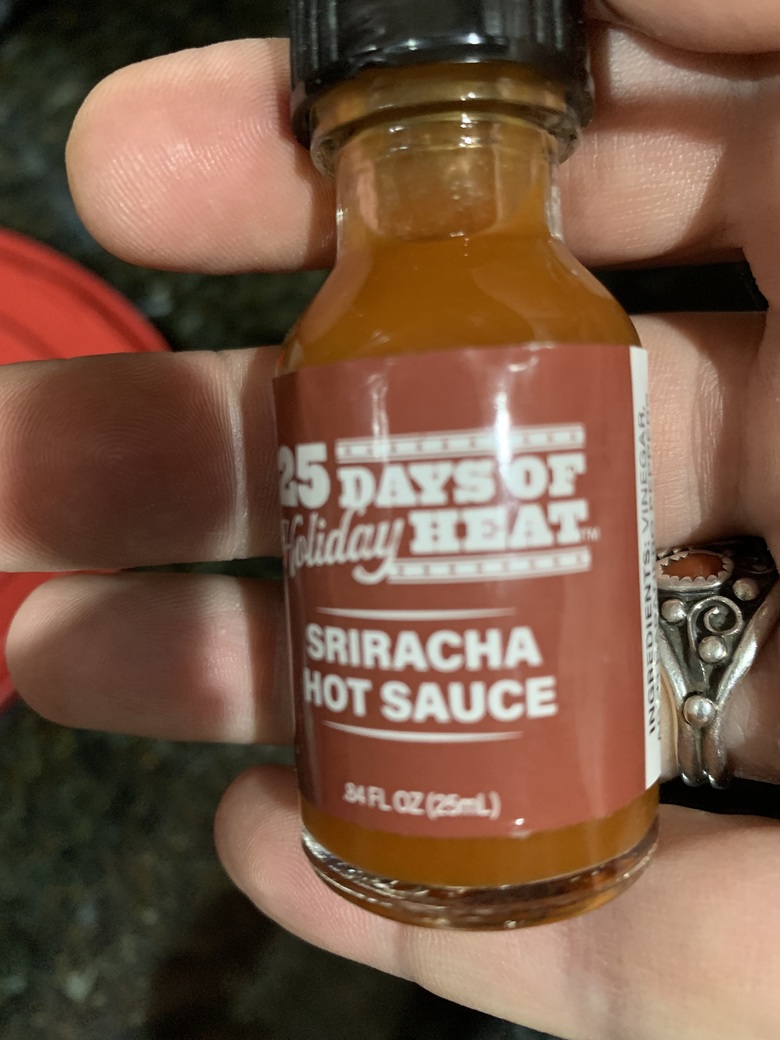 25 DAYS OF
Holiday HEAT™
SRIRACHA
HOT SAUCE
.84 FL OZ (25mL)
INGREDIENTS: VINEGAR,